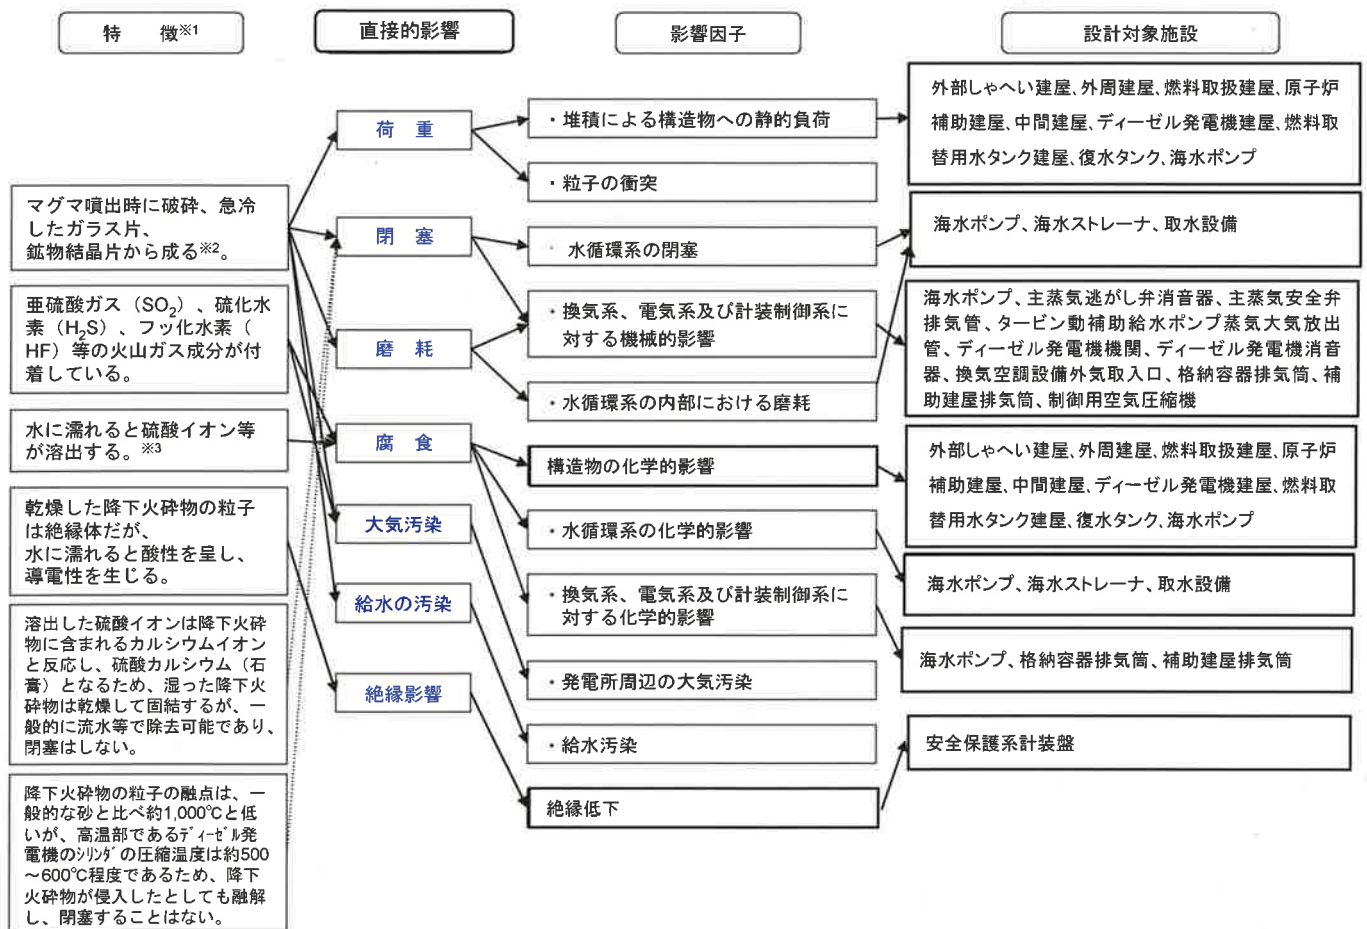 特　徴※1
直接的影響
影響因子
設計対象施設
マグマ噴出時に破砕、急冷
したガラス片、
鉱物結晶片から成る※2。
亜硫酸ガス（SO2）、硫化水
素（H2S）、フッ化水素（
HF）等の火山ガス成分が付
着している。
水に濡れると硫酸イオン等
が溶出する。※3
乾燥した降下火砕物の粒子
は絶縁体だが、
水に濡れると酸性を呈し、
導電性を生じる。
溶出した硫酸イオンは降下火砕
物に含まれるカルシウムイオン
と反応し、硫酸カルシウム（石
膏）となるため、湿った降下火
砕物は乾燥して固結するが、一
般的に流水等で除去可能であり、
閉塞はしない。
降下火砕物の粒子の融点は、一
般的な砂と比べ約1,000℃と低
いが、高温部であるﾃﾞｨｰｾﾞﾙ発
電機のｼﾘﾝﾀﾞの圧縮温度は約500
～600℃程度であるため、降下
火砕物が侵入したとしても融解
し、閉塞することはない。
荷　重
閉　塞
磨　耗
腐　食
大気汚染
給水の汚染
絶縁影響
・堆積による構造物への静的負荷
・粒子の衝突
・ 水循環系の閉塞
・換気系、電気系及び計装制御系に
対する機械的影響
・水循環系の内部における磨耗
構造物の化学的影響
・水循環系の化学的影響
・換気系、電気系及び計装制御系に
対する化学的影響
・発電所周辺の大気汚染
・給水汚染
絶縁低下
外部しゃへい建屋、外周建屋、燃料取扱建屋、原子炉
補助建屋、中間建屋、ディーゼル発電機建屋、燃料取
替用水タンク建屋、復水タンク、海水ポンプ
海水ポンプ、海水ストレーナ、取水設備
海水ポンプ、主蒸気逃がし弁消音器、主蒸気安全弁
排気管、タービン動補助給水ポンプ蒸気大気放出
管、ディーゼル発電機機関、ディーゼル発電機消音
器、換気空調設備外気取入口、格納容器排気筒、補
助建屋排気筒、制御用空気圧縮機
外部しゃへい建屋、外周建屋、燃料取扱建屋、原子炉
補助建屋、中間建屋、ディーゼル発電機建屋、燃料取
替用水タンク建屋、復水タンク、海水ポンプ
海水ポンプ、海水ストレーナ、取水設備
海水ポンプ、格納容器排気筒、補助建屋排気筒
安全保護系計装盤